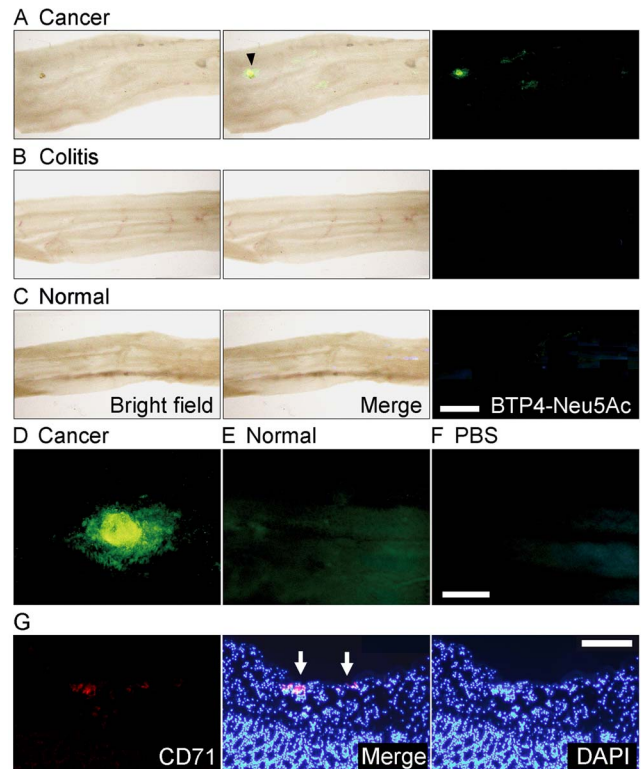 A Cancer
B Colitis
C Normal
Bright field
Merge
BTP4-Neu5Ac
D Cancer
E Normal
F PBS
G
CD71
Merge
DAPI